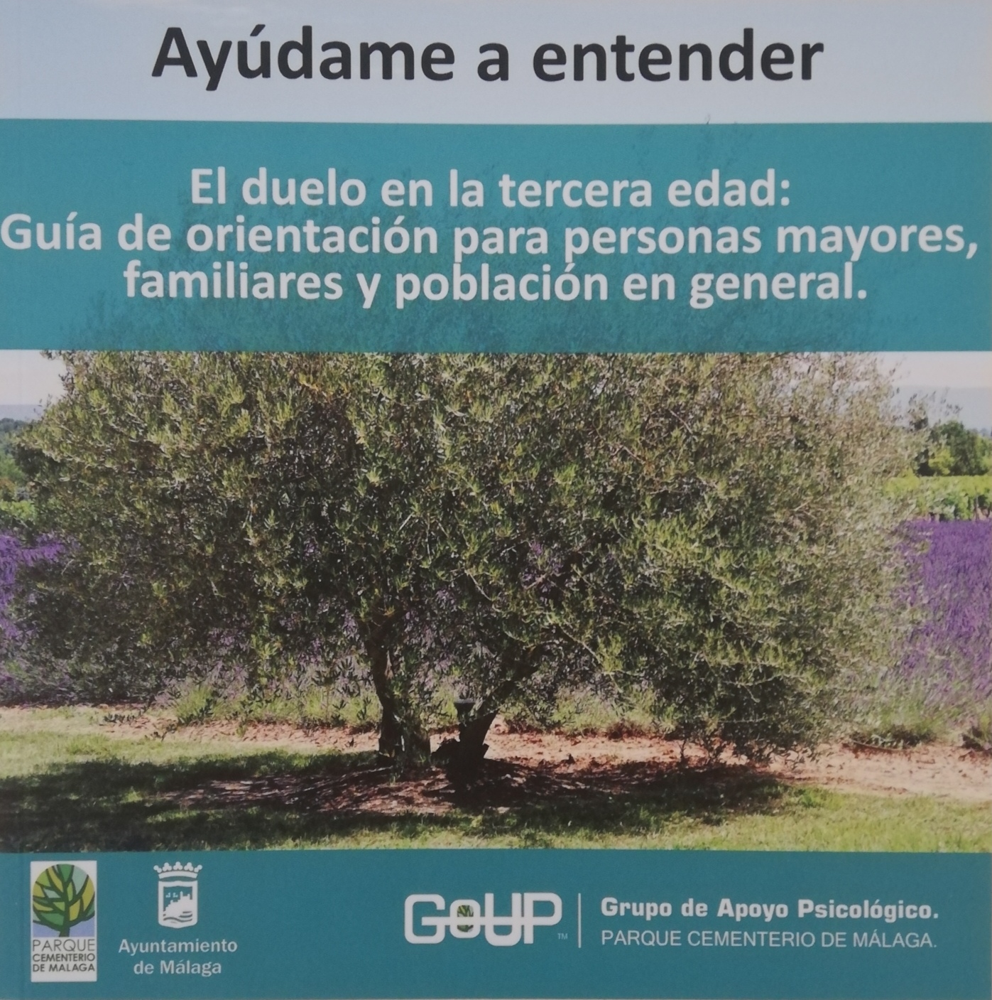 Ayúdame a entender
El duelo en la tercera edad:
Guía de orientación para personas mayores,
familiares y población en general.
PARQUE
CEMENTERIO
DE MALAGA
Ayuntamiento
de Málaga
GoUP™
Grupo de Apoyo Psicológico.
PARQUE CEMENTERIO DE MÁLAGA.